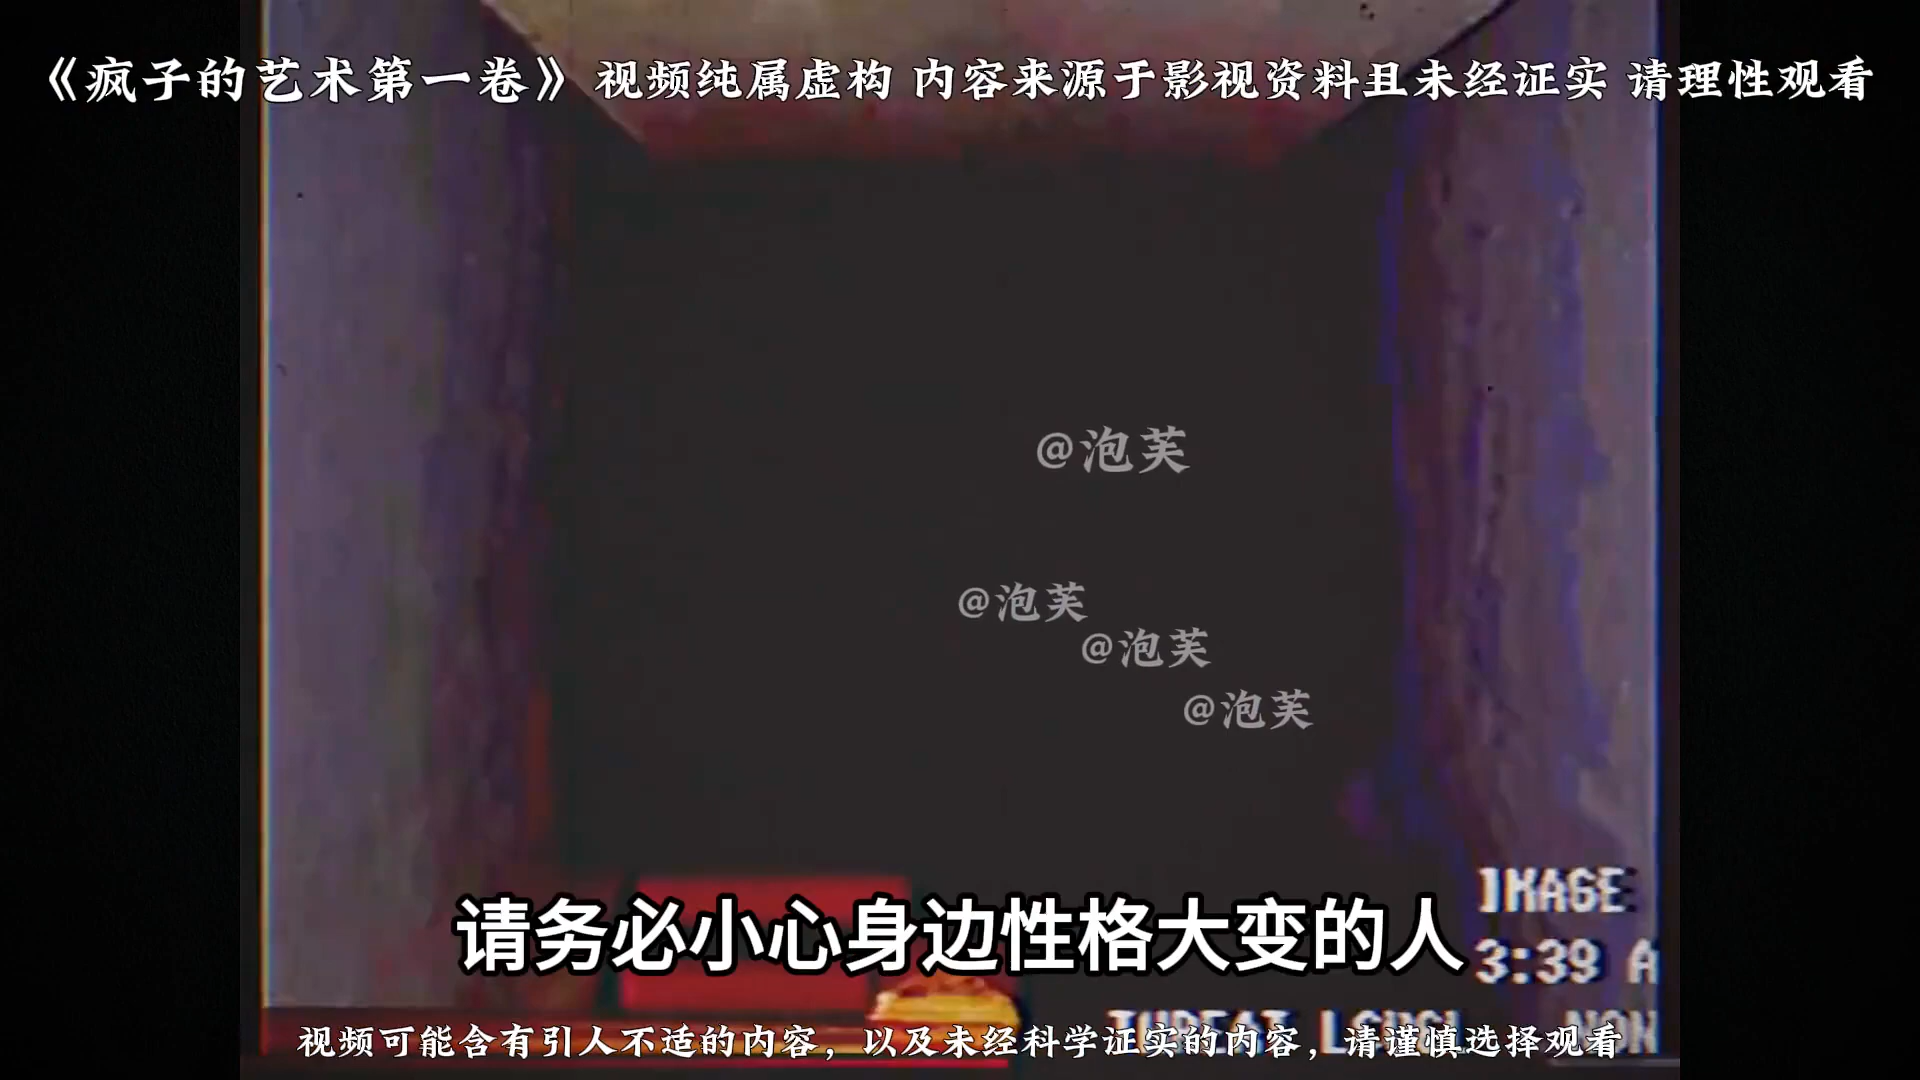 《疯子的艺术第一卷》视频纯属虚构 内容来源于影视资料且未经证实 请理性观看
@泡芙
@泡芙
@泡芙
@泡芙
IMAGE
请务必小心身边性格大变的人
3:39 A
THREAT LEVEL NON
视频可能含有引人不适的内容，以及未经科学证实的内容，请谨慎选择观看